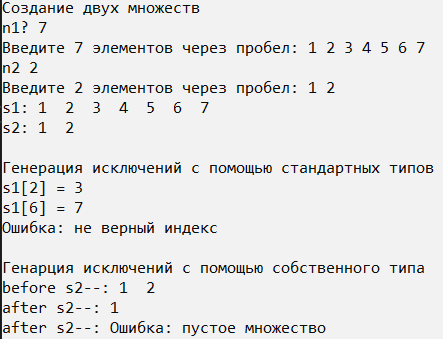 Создание двух множеств
n1? 7
Введите 7 элементов через пробел: 1 2 3 4 5 6 7
n2 2
Введите 2 элементов через пробел: 1 2
s1: 1  2  3  4  5  6  7
s2: 1  2

Генерация исключений с помощью стандартных типов
s1[2] = 3
s1[6] = 7
Ошибка: не верный индекс

Генарция исключений с помощью собственного типа
before s2--: 1  2
after s2--: 1
after s2--: Ошибка: пустое множество